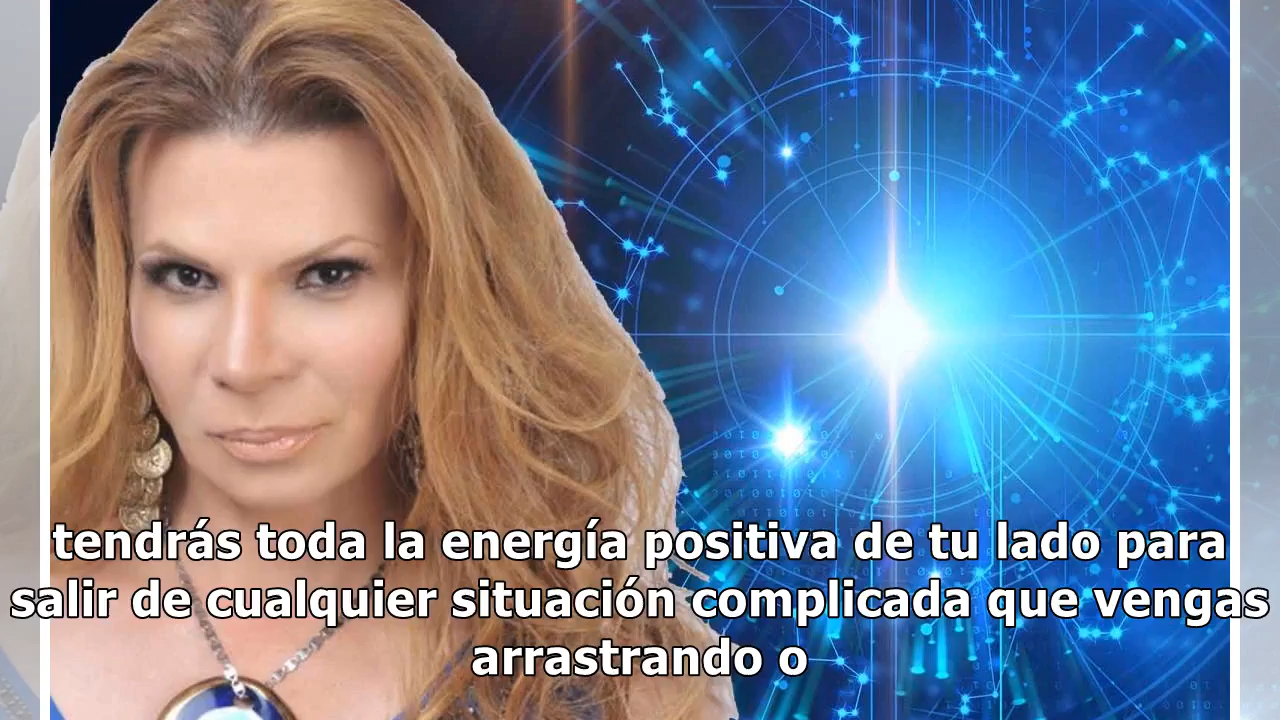 tendrás toda la energía positiva de tu lado para
salir de cualquier situación complicada que vengas
arrastrando o